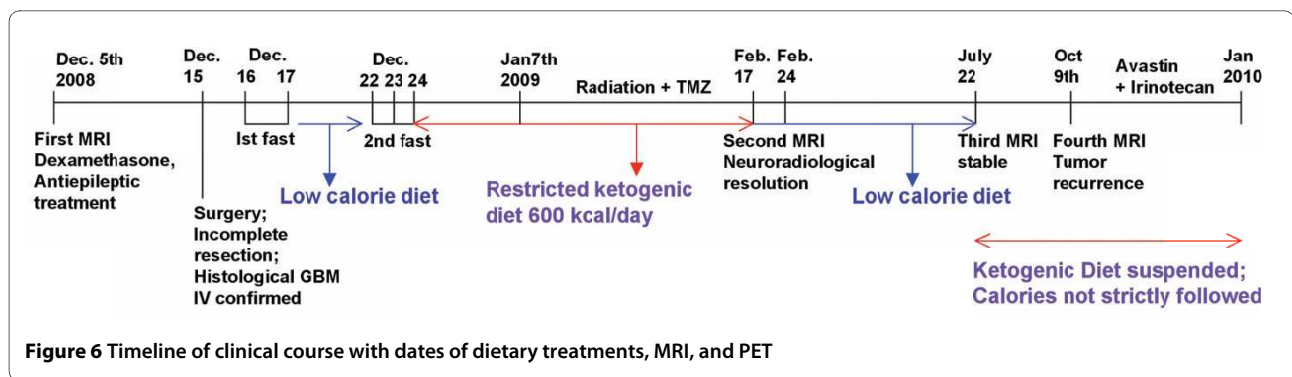 Dec. 5th
2008
Dec.
15
Dec.
16 17
Dec.
22 23 24
Jan7th
2009
Radiation + TMZ
Feb. Feb.
17 24
July
22
Oct
9th
Avastin
+ Irinotecan
Jan
2010
First MRI
Dexamethasone,
Antiepileptic
treatment
Ist fast
2nd fast
Second MRI
Neuroradiological
resolution
Third MRI
stable
Fourth MRI
Tumor
recurrence
Low calorie diet
Restricted ketogenic
diet 600 kcal/day
Low calorie diet
Surgery;
Incomplete
resection;
Histological GBM
IV confirmed
Ketogenic Diet suspended;
Calories not strictly followed
Figure 6 Timeline of clinical course with dates of dietary treatments, MRI, and PET